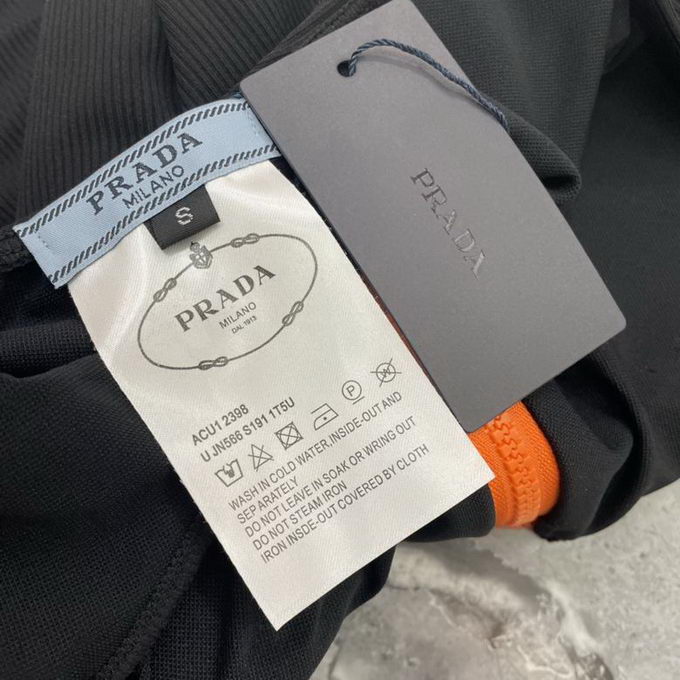 PRADA
MILANO
S
PRADA
MILANO
DAL 1913
ACU1 2398
U JN566 S191 1T5U
P
WASH IN COLD WATER.INSIDE-OUT AND
SEPARATELY
DO NOT LEAVE IN SOAK OR WRING OUT
DO NOT STEAM IRON
IRON INSDE-OUT COVERED BY CLOTH
PRADA